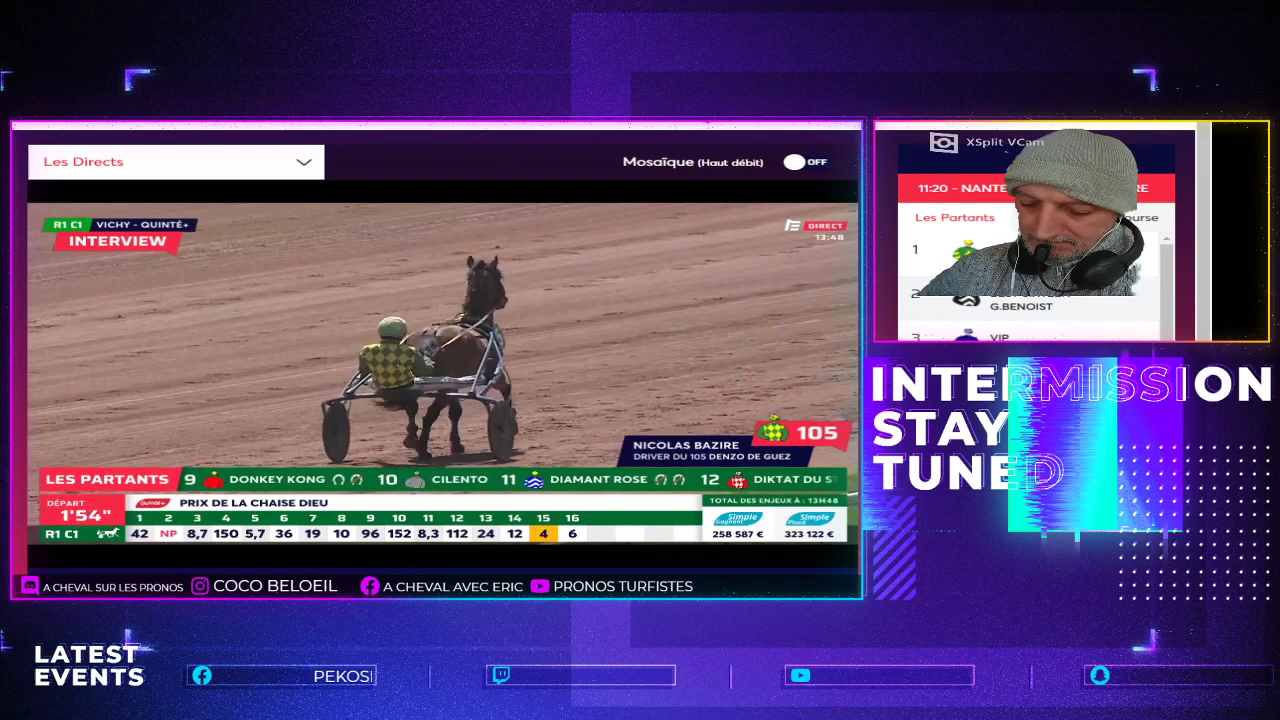 Les Directs
Mosaïque (Haut débit)
OFF
R1 C1 VICHY - QUINTÉ+
INTERVIEW
DIRECT
13:48
NICOLAS BAZIRE
DRIVER DU 105 DENZO DE GUEZ
105
LES PARTANTS 9 DONKEY KONG 10 CILENTO 11 DIAMANT ROSE 12 DIKTAT DU S
DÉPART
1'54"
R1 C1
Quinté+ PRIX DE LA CHAISE DIEU
1 2 3 4 5 6 7 8 9 10 11 12 13 14 15 16
42 NP 8,7 150 5,7 36 19 10 96 152 8,3 112 24 12 4 6
TOTAL DES ENJEUX À : 13H48
Simple Gagnant Simple Placé
258 587 € 323 122 €
A CHEVAL SUR LES PRONOS COCO BELOEIL A CHEVAL AVEC ERIC PRONOS TURFISTES
XSplit VCam
11:20 - NANTE RE
Les Partants ourse
1
2
G.BENOIST
3 VIP
INTERMISSION
STAY
TUNED
LATEST
EVENTS
PEKOSI